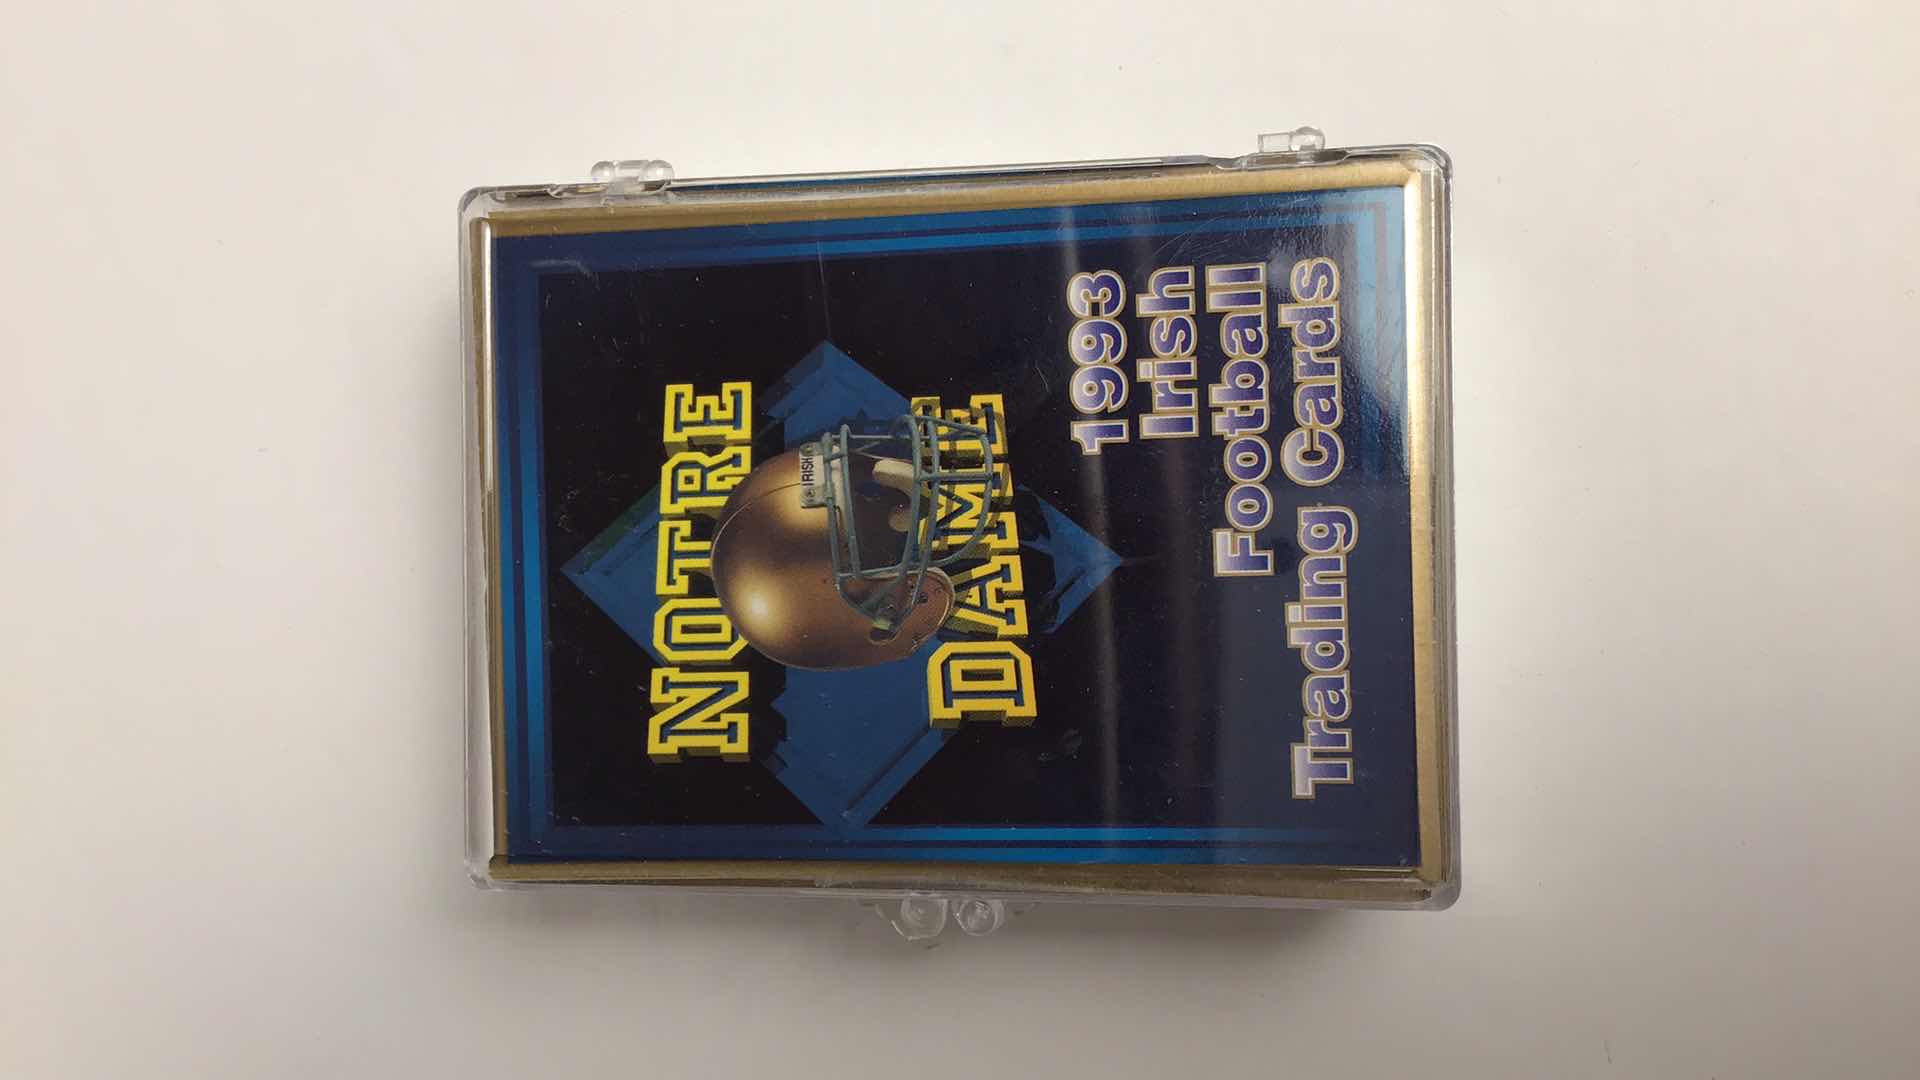 NOTRE
IRISH
DAME
1993
Irish
Football
Trading Cards